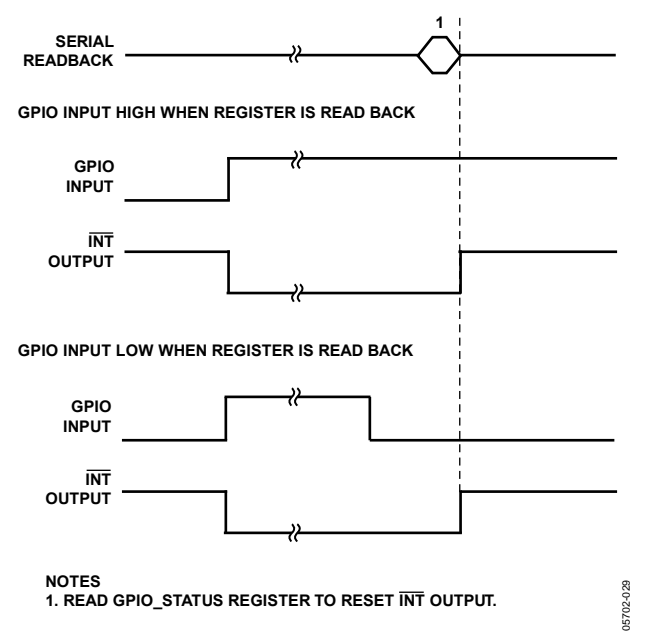 1
SERIAL
READBACK
GPIO INPUT HIGH WHEN REGISTER IS READ BACK
GPIO
INPUT
INT
OUTPUT
GPIO INPUT LOW WHEN REGISTER IS READ BACK
GPIO
INPUT
INT
OUTPUT
NOTES
1. READ GPIO_STATUS REGISTER TO RESET INT OUTPUT.
05702-029